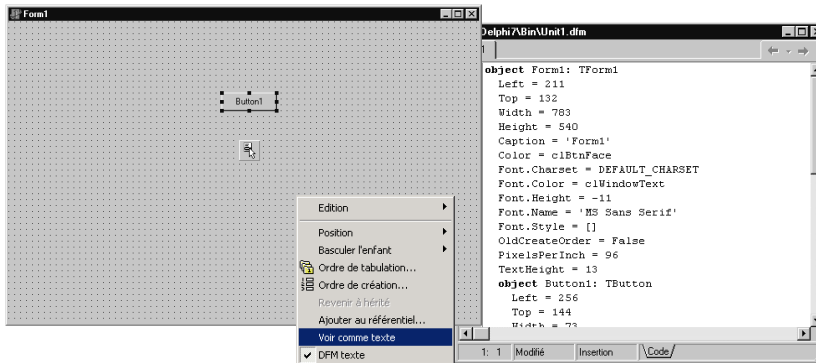 Form1
Button1
Edition
Position
Basculer l'enfant
Ordre de tabulation...
Ordre de création...
Revenir à hérité
Ajouter au référentiel...
Voir comme texte
DFM texte
Delphi7\Bin\Unit1.dfm
object Form1: TForm1
Left = 211
Top = 132
Width = 783
Height = 540
Caption = 'Form1'
Color = clBtnFace
Font.Charset = DEFAULT_CHARSET
Font.Color = clWindowText
Font.Height = -11
Font.Name = 'MS Sans Serif'
Font.Style = []
OldCreateOrder = False
PixelsPerInch = 96
TextHeight = 13
object Button1: TButton
Left = 256
Top = 144
Width = 73
1: 1 Modifié Insertion \Code/